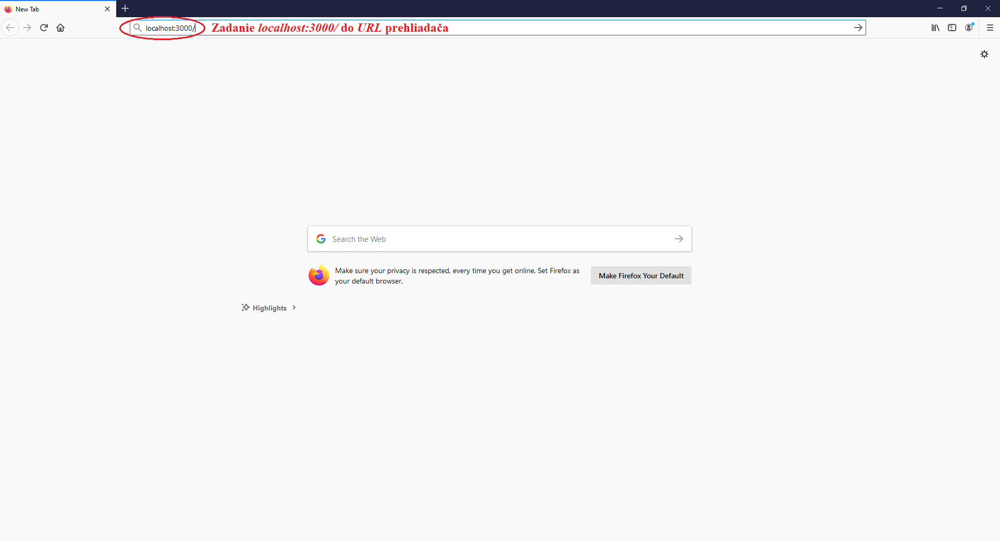 New Tab
localhost:3000/
Zadanie localhost:3000/ do URL prehliadača
Search the Web
Make sure your privacy is respected, every time you get online. Set Firefox as
your default browser.
Make Firefox Your Default
Highlights